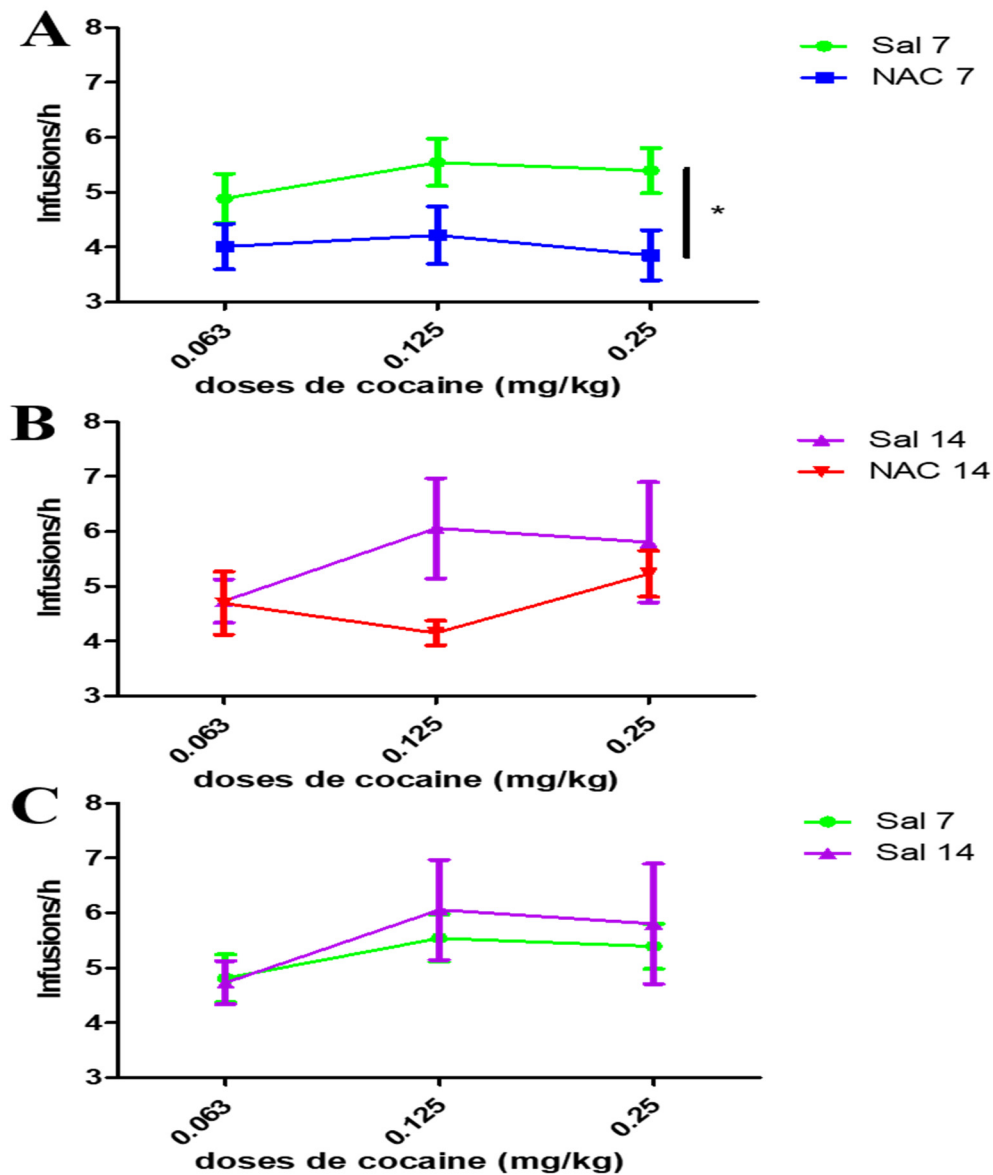 A
8
7
6
5
4
3
Infusions/h
0.063
0.125
0.25
doses de cocaine (mg/kg)
Sal 7
NAC 7
*
B
8
7
6
5
4
3
Infusions/h
0.063
0.125
0.25
doses de cocaine (mg/kg)
Sal 14
NAC 14
C
8
7
6
5
4
3
Infusions/h
0.063
0.125
0.25
doses de cocaine (mg/kg)
Sal 7
Sal 14